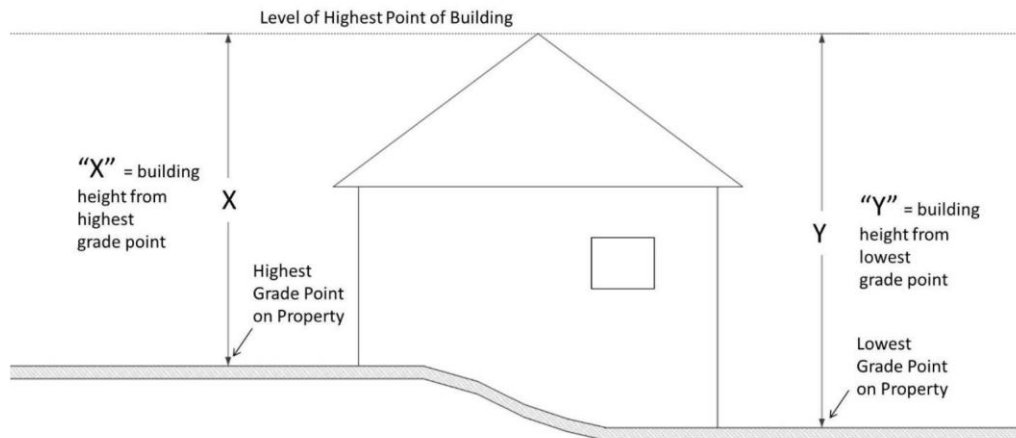 Level of Highest Point of Building
“X” = building
height from
highest
grade point
X
Highest
Grade Point
on Property
Y
“Y” = building
height from
lowest
grade point
Lowest
Grade Point
on Property